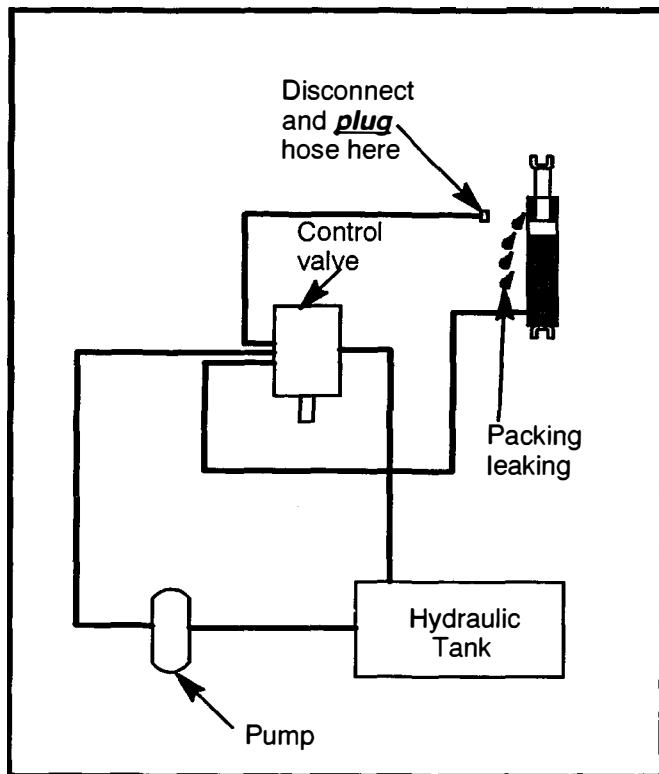 Disconnect
and plug
hose here
Control
valve
Packing
leaking
Hydraulic
Tank
Pump